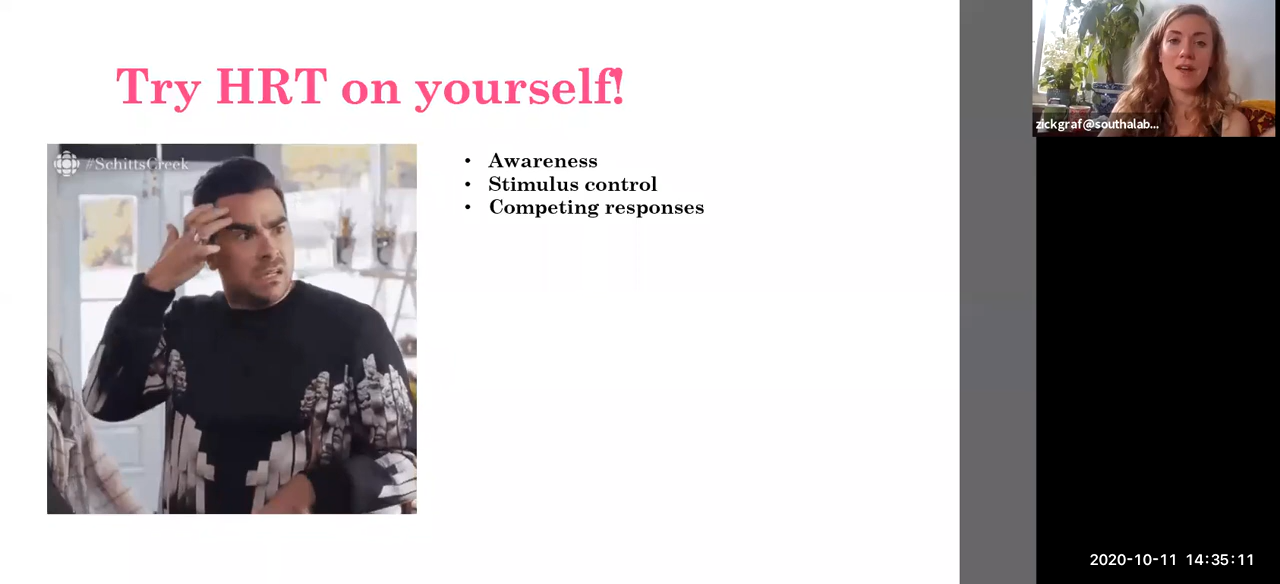 Try HRT on yourself!
#SchittsCreek
• Awareness
• Stimulus control
• Competing responses
zickgraf@southalab...
2020-10-11 14:35:11